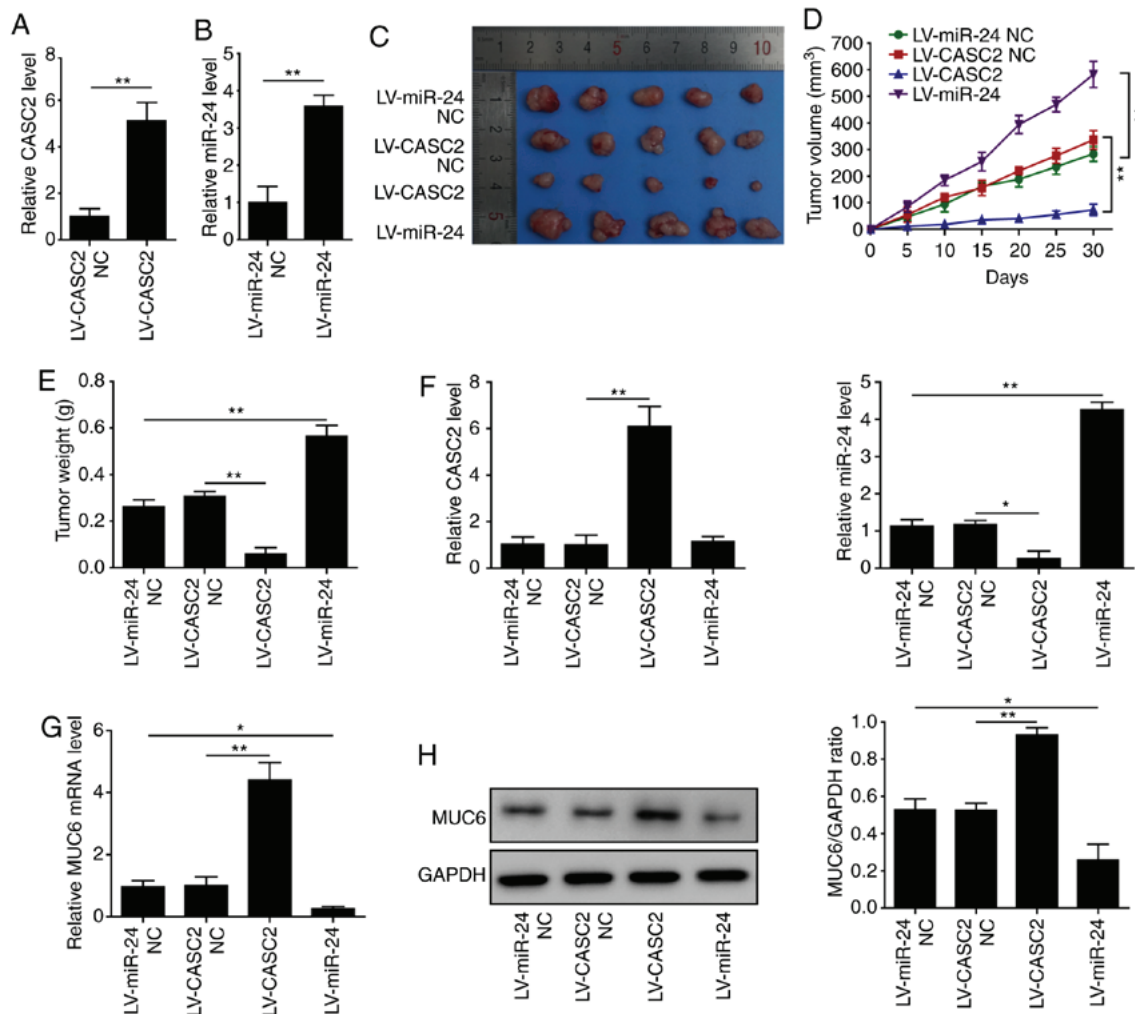 A
Relative CASC2 level
8
6
4
2
0
**
LV-CASC2
NC
LV-CASC2
B
Relative miR-24 level
5
4
3
2
1
0
**
LV-miR-24
NC
LV-miR-24
C
LV-miR-24
NC
LV-CASC2
NC
LV-CASC2
LV-miR-24
1 2 3 4 5 6 7 8 9 10
1
2
3
4
5
D
LV-miR-24 NC
LV-CASC2 NC
LV-CASC2
LV-miR-24
Tumor volume (mm³)
700
600
500
400
300
200
100
0
0 5 10 15 20 25 30
Days
**
E
Tumor weight (g)
0.8
0.6
0.4
0.2
0.0
**
**
LV-miR-24
NC
LV-CASC2
NC
LV-CASC2
LV-miR-24
F
Relative CASC2 level
8
6
4
2
0
**
LV-miR-24
NC
LV-CASC2
NC
LV-CASC2
LV-miR-24
Relative miR-24 level
5
4
3
2
1
0
**
*
LV-miR-24
NC
LV-CASC2
NC
LV-CASC2
LV-miR-24
G
Relative MUC6 mRNA level
6
4
2
0
*
**
LV-miR-24
NC
LV-CASC2
NC
LV-CASC2
LV-miR-24
H
MUC6
GAPDH
LV-miR-24
NC
LV-CASC2
NC
LV-CASC2
LV-miR-24
MUC6/GAPDH ratio
1.0
0.8
0.6
0.4
0.2
0.0
*
**
LV-miR-24
NC
LV-CASC2
NC
LV-CASC2
LV-miR-24